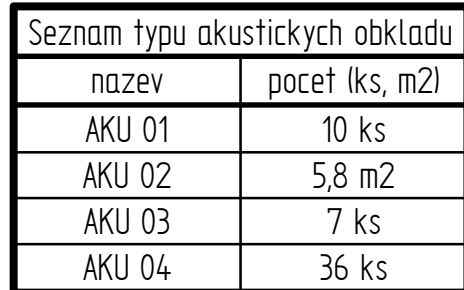 Seznam typu akustickych obkladu
nazev pocet (ks, m2)
AKU 01 10 ks
AKU 02 5,8 m2
AKU 03 7 ks
AKU 04 36 ks